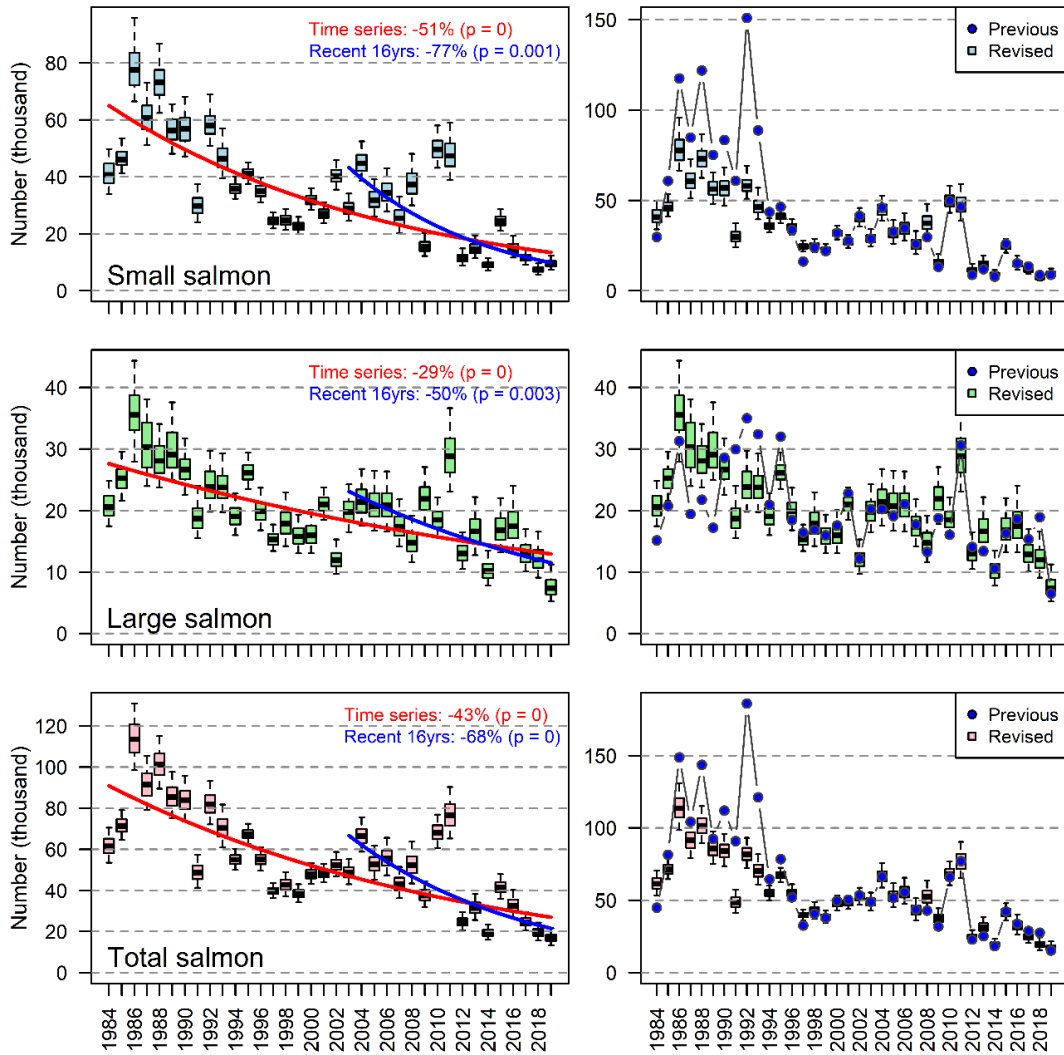 Time series: -51% (p = 0)
Recent 16yrs: -77% (p = 0.001)
Number (thousand)
80
60
40
20
0
Small salmon
150
100
50
0
Previous
Revised
Time series: -29% (p = 0)
Recent 16yrs: -50% (p = 0.003)
Number (thousand)
40
30
20
10
0
Large salmon
40
30
20
10
0
Previous
Revised
Time series: -43% (p = 0)
Recent 16yrs: -68% (p = 0)
Number (thousand)
120
100
80
60
40
20
0
Total salmon
150
100
50
0
Previous
Revised
1984 1986 1988 1990 1992 1994 1996 1998 2000 2002 2004 2006 2008 2010 2012 2014 2016 2018
1984 1986 1988 1990 1992 1994 1996 1998 2000 2002 2004 2006 2008 2010 2012 2014 2016 2018